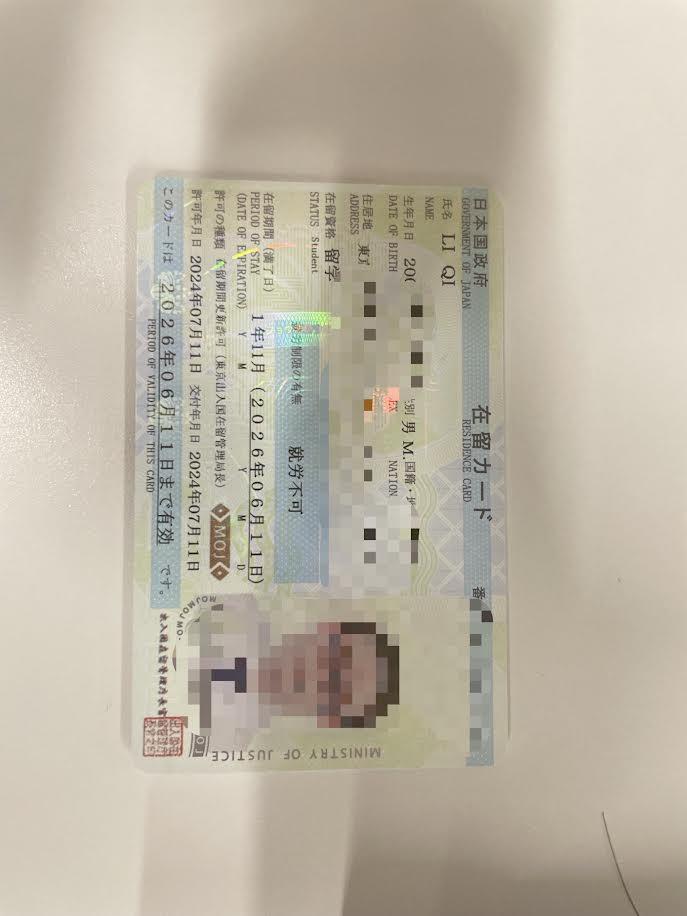 日本国政府 在留カード 番
GOVERNMENT OF JAPAN RESIDENCE CARD
氏名 LI QI
NAME
生年月日 別 男 M. 国籍・
DATE OF BIRTH EX NATION
住居地 東
ADDRESS
在留資格 留学
STATUS Student
就労制限の有無 就労不可
在留期間(満了日)
PERIOD OF STAY
(DATE OF EXPIRATION)
1年11月 (2026年06月11日)
Y M Y M D
許可の種類 在留期間更新許可(東京出入国在留管理局長)
許可年月日 2024年07月11日 交付年月日 2024年07月11日
このカードは 2026年06月11日まで有効 です。
PERIOD OF VALIDITY OF THIS CARD
MOJ
MINISTRY OF JUSTICE
出入国在留管理庁長官